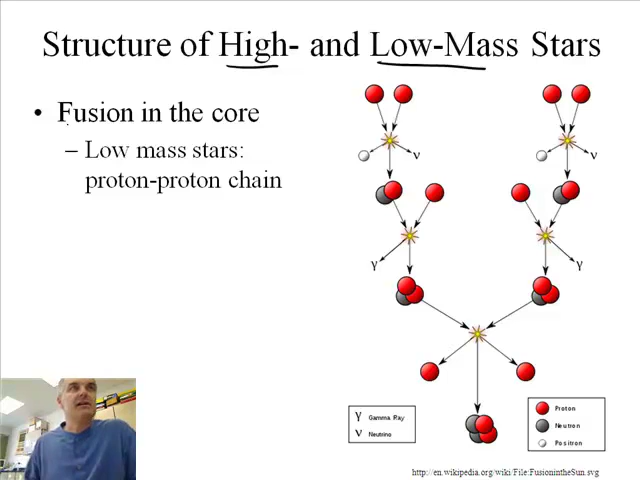 Structure of High- and Low-Mass Stars
• Fusion in the core
– Low mass stars:
proton-proton chain
ν
ν
γ
γ
γ Gamma Ray
ν Neutrino
Proton
Neutron
Positron
http://en.wikipedia.org/wiki/File:FusionintheSun.svg